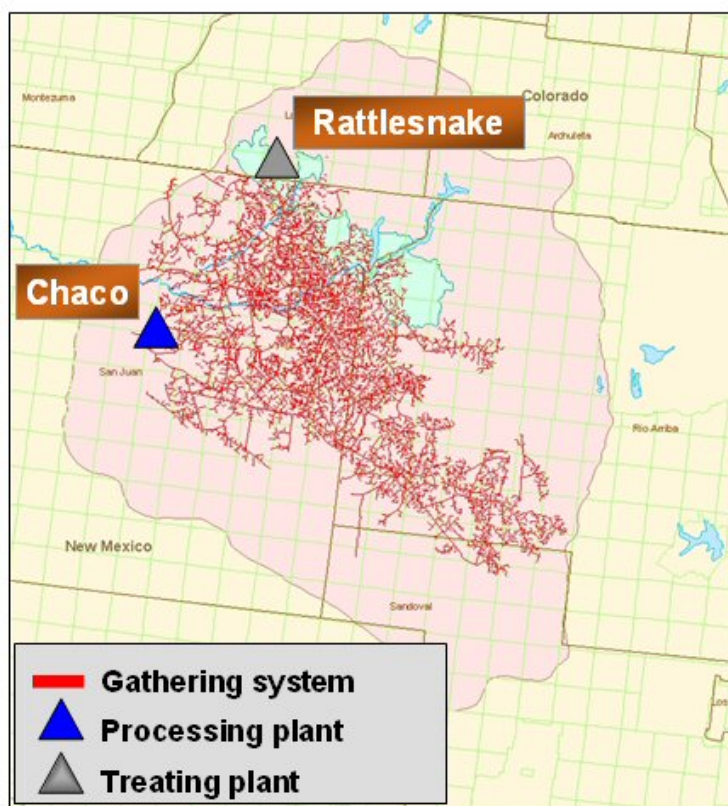 Montezuma
Colorado
Rattlesnake
Archuleta
Chaco
San Juan
Rio Arriba
New Mexico
Sandoval
Gathering system
Processing plant
Treating plant